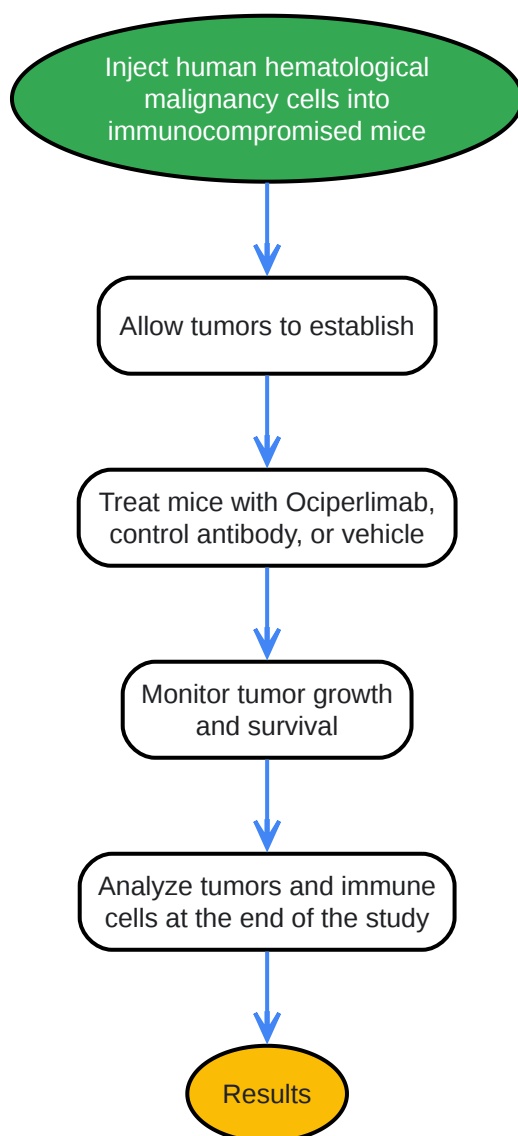 Inject human hematological
malignancy cells into
immunocompromised mice
Allow tumors to establish
Treat mice with Ociperlimab,
control antibody, or vehicle
Monitor tumor growth
and survival
Analyze tumors and immune
cells at the end of the study
Results